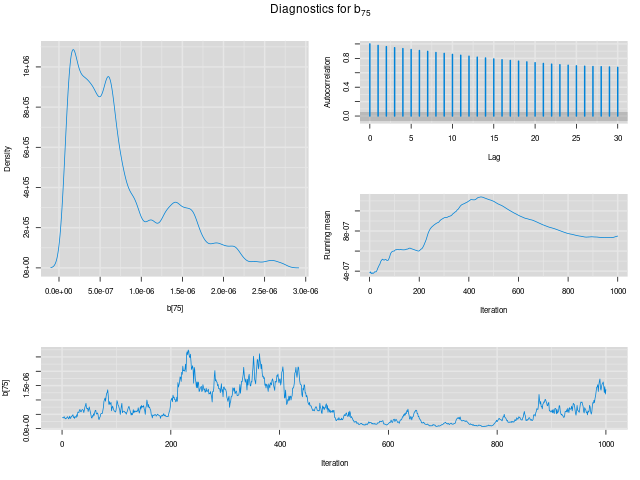 Diagnostics for b75
Density
0e+00 2e+05 4e+05 6e+05 8e+05 1e+06
0.0e+00 5.0e-07 1.0e-06 1.5e-06 2.0e-06 2.5e-06 3.0e-06
b[75]
Autocorrelation
0.0 0.4 0.8
0 5 10 15 20 25 30
Lag
Running mean
4e-07 8e-07
0 200 400 600 800 1000
Iteration
b[75]
0.0e+00 1.5e-06
0 200 400 600 800 1000
Iteration